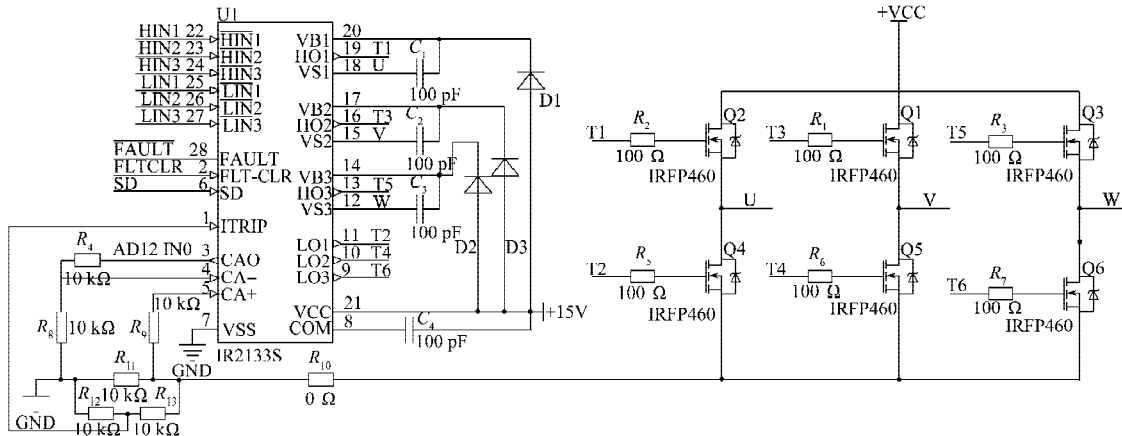 U1
HIN1 22
HIN2 23
HIN3 24
LIN1 25
LIN2 26
LIN3 27
FAULT 28
FLTCLR 2
SD 6
1
AD12 IN0 3
4
5
7
HIN1
HIN2
HIN3
LIN1
LIN2
LIN3
FAULT
FLT-CLR
SD
ITRIP
CAO
CA−
CA+
VSS
VB1
HO1
VS1
VB2
HO2
VS2
VB3
HO3
VS3
LO1
LO2
LO3
VCC
COM
IR2133S
20
19 T1
18 U
17
16 T3
15 V
14
13 T5
12 W
11 T2
10 T4
9 T6
21
8
C1
100 pF
C2
100 pF
C3
100 pF
C4
100 pF
D1
D2
D3
+15V
R4
10 kΩ
R8
10 kΩ
R9
10 kΩ
R11
10 kΩ
R12
10 kΩ
R13
10 kΩ
GND
GND
R10
0 Ω
+VCC
T1
R2
100 Ω
Q2
IRFP460
T3
R1
100 Ω
Q1
IRFP460
T5
R3
100 Ω
Q3
IRFP460
U
V
W
T2
R5
100 Ω
Q4
IRFP460
T4
R6
100 Ω
Q5
IRFP460
T6
R7
100 Ω
Q6
IRFP460